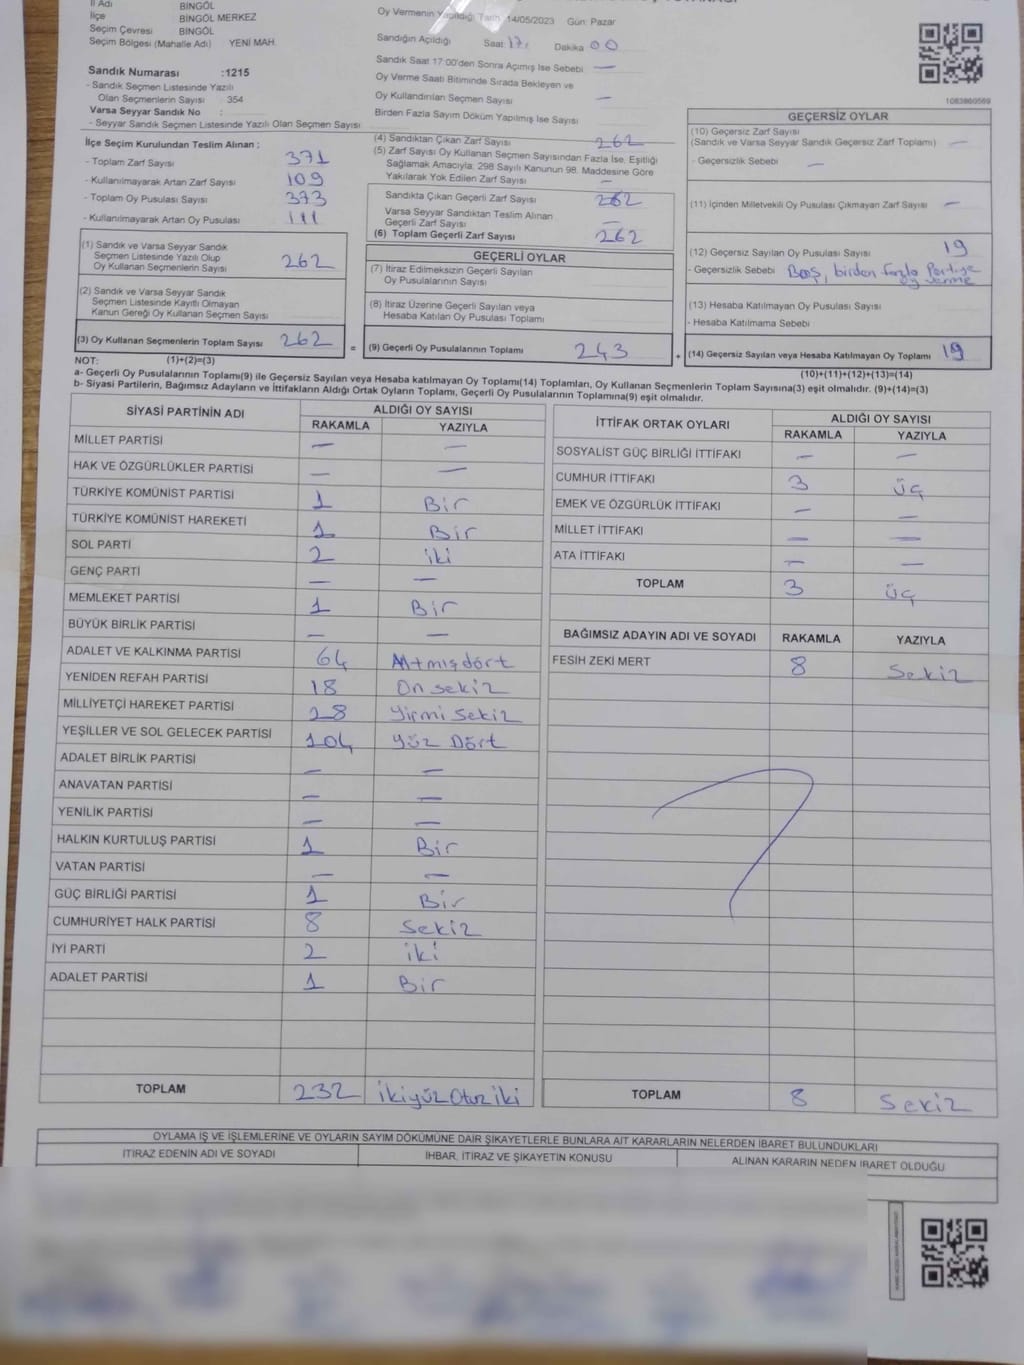 İl Adı BİNGÖL
İlçe BİNGÖL MERKEZ
Seçim Çevresi BİNGÖL
Seçim Bölgesi (Mahalle Adı) YENİ MAH.
Sandık Numarası :1215
- Sandık Seçmen Listesinde Yazılı
Olan Seçmenlerin Sayısı 354
Varsa Seyyar Sandık No :
- Seyyar Sandık Seçmen Listesinde Yazılı Olan Seçmen Sayısı
Oy Vermenin Yapıldığı Tarih 14/05/2023 Gün: Pazar
Sandığın Açıldığı Saat 17: Dakika 00
Sandık Saat 17:00'den Sonra Açımış İse Sebebi —
Oy Verme Saati Bitiminde Sırada Bekleyen ve
Oy Kullandırılan Seçmen Sayısı —
Birden Fazla Sayım Döküm Yapılmış İse Sayısı
1083860569
İlçe Seçim Kurulundan Teslim Alınan ;
- Toplam Zarf Sayısı 371
- Kullanılmayarak Artan Zarf Sayısı 109
- Toplam Oy Pusulası Sayısı 373
- Kullanılmayarak Artan Oy Pusulası 111
(4) Sandıktan Çıkan Zarf Sayısı 262
(5) Zarf Sayısı Oy Kullanan Seçmen Sayısından Fazla İse, Eşitliği
Sağlamak Amacıyla; 298 Sayılı Kanunun 98. Maddesine Göre
Yakılarak Yok Edilen Zarf Sayısı —
Sandıkta Çıkan Geçerli Zarf Sayısı 262
Varsa Seyyar Sandıktan Teslim Alınan
Geçerli Zarf Sayısı —
(6) Toplam Geçerli Zarf Sayısı 262
GEÇERSİZ OYLAR
(10) Geçersiz Zarf Sayısı
(Sandık ve Varsa Seyyar Sandık Geçersiz Zarf Toplamı) —
- Geçersizlik Sebebi —
(11) İçinden Milletvekili Oy Pusulası Çıkmayan Zarf Sayısı —
(12) Geçersiz Sayılan Oy Pusulası Sayısı 19
- Geçersizlik Sebebi Boş, birden fazla Partiye
oy verme
(13) Hesaba Katılmayan Oy Pusulası Sayısı
- Hesaba Katılmama Sebebi
(14) Geçersiz Sayılan veya Hesaba Katılmayan Oy Toplamı 19
(10)+(11)+(12)+(13)=(14)
(1) Sandık ve Varsa Seyyar Sandık
Seçmen Listesinde Yazılı Olup
Oy Kullanan Seçmenlerin Sayısı 262
(2) Sandık ve Varsa Seyyar Sandık
Seçmen Listesinde Kayıtlı Olmayan
Kanun Gereği Oy Kullanan Seçmen Sayısı
(3) Oy Kullanan Seçmenlerin Toplam Sayısı 262 =
GEÇERLİ OYLAR
(7) İtiraz Edilmeksizin Geçerli Sayılan
Oy Pusulalarının Sayısı
(8) İtiraz Üzerine Geçerli Sayılan veya
Hesaba Katılan Oy Pusulası Toplamı
(9) Geçerli Oy Pusulalarının Toplamı 243 +
NOT: (1)+(2)=(3)
a- Geçerli Oy Pusulalarının Toplamı(9) ile Geçersiz Sayılan veya Hesaba katılmayan Oy Toplamı(14) Toplamları, Oy Kullanan Seçmenlerin Toplam Sayısına(3) eşit olmalıdır. (9)+(14)=(3)
b- Siyasi Partilerin, Bağımsız Adayların ve İttifakların Aldığı Ortak Oyların Toplamı, Geçerli Oy Pusulalarının Toplamına(9) eşit olmalıdır.
SİYASİ PARTİNİN ADI ALDIĞI OY SAYISI
RAKAMLA YAZIYLA
MİLLET PARTİSİ — —
HAK VE ÖZGÜRLÜKLER PARTİSİ — —
TÜRKİYE KOMÜNİST PARTİSİ 1 Bir
TÜRKİYE KOMÜNİST HAREKETİ 1 Bir
SOL PARTİ 2 iki
GENÇ PARTİ — —
MEMLEKET PARTİSİ 1 Bir
BÜYÜK BİRLİK PARTİSİ — —
ADALET VE KALKINMA PARTİSİ 64 Altmışdört
YENİDEN REFAH PARTİSİ 18 On sekiz
MİLLİYETÇİ HAREKET PARTİSİ 28 Yirmi sekiz
YEŞİLLER VE SOL GELECEK PARTİSİ 104 Yüz Dört
ADALET BİRLİK PARTİSİ — —
ANAVATAN PARTİSİ — —
YENİLİK PARTİSİ — —
HALKIN KURTULUŞ PARTİSİ 1 Bir
VATAN PARTİSİ — —
GÜÇ BİRLİĞİ PARTİSİ 1 Bir
CUMHURİYET HALK PARTİSİ 8 Sekiz
İYİ PARTİ 2 iki
ADALET PARTİSİ 1 Bir
TOPLAM 232 ikiyüz Otuz iki
İTTİFAK ORTAK OYLARI ALDIĞI OY SAYISI
RAKAMLA YAZIYLA
SOSYALİST GÜÇ BİRLİĞİ İTTİFAKI — —
CUMHUR İTTİFAKI 3 üç
EMEK VE ÖZGÜRLÜK İTTİFAKI — —
MİLLET İTTİFAKI — —
ATA İTTİFAKI — —
TOPLAM 3 üç
BAĞIMSIZ ADAYIN ADI VE SOYADI RAKAMLA YAZIYLA
FESİH ZEKİ MERT 8 Sekiz
TOPLAM 8 Sekiz
OYLAMA İŞ VE İŞLEMLERİNE VE OYLARIN SAYIM DÖKÜMÜNE DAİR ŞİKAYETLERLE BUNLARA AİT KARARLARIN NELERDEN İBARET BULUNDUKLARI
İTİRAZ EDENİN ADI VE SOYADI İHBAR, İTİRAZ VE ŞİKAYETİN KONUSU ALINAN KARARIN NEDEN İBARET OLDUĞU